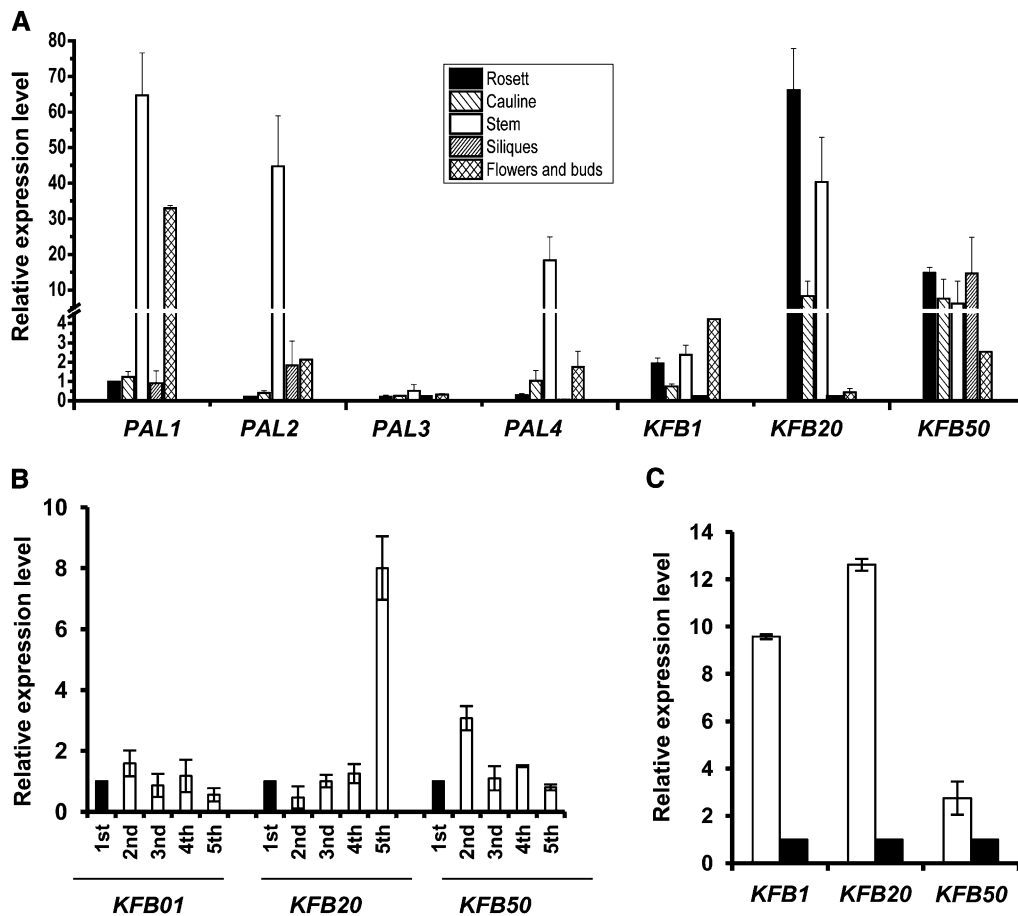 A
Relative expression level
80
70
60
50
40
30
20
10
4
3
2
1
0
Rosett
Cauline
Stem
Siliques
Flowers and buds
PAL1 PAL2 PAL3 PAL4 KFB1 KFB20 KFB50
B
Relative expression level
10
8
6
4
2
0
1st 2nd 3nd 4th 5th 1st 2nd 3nd 4th 5th 1st 2nd 3nd 4th 5th
KFB01 KFB20 KFB50
C
Relative expression level
14
12
10
8
6
4
2
0
KFB1 KFB20 KFB50